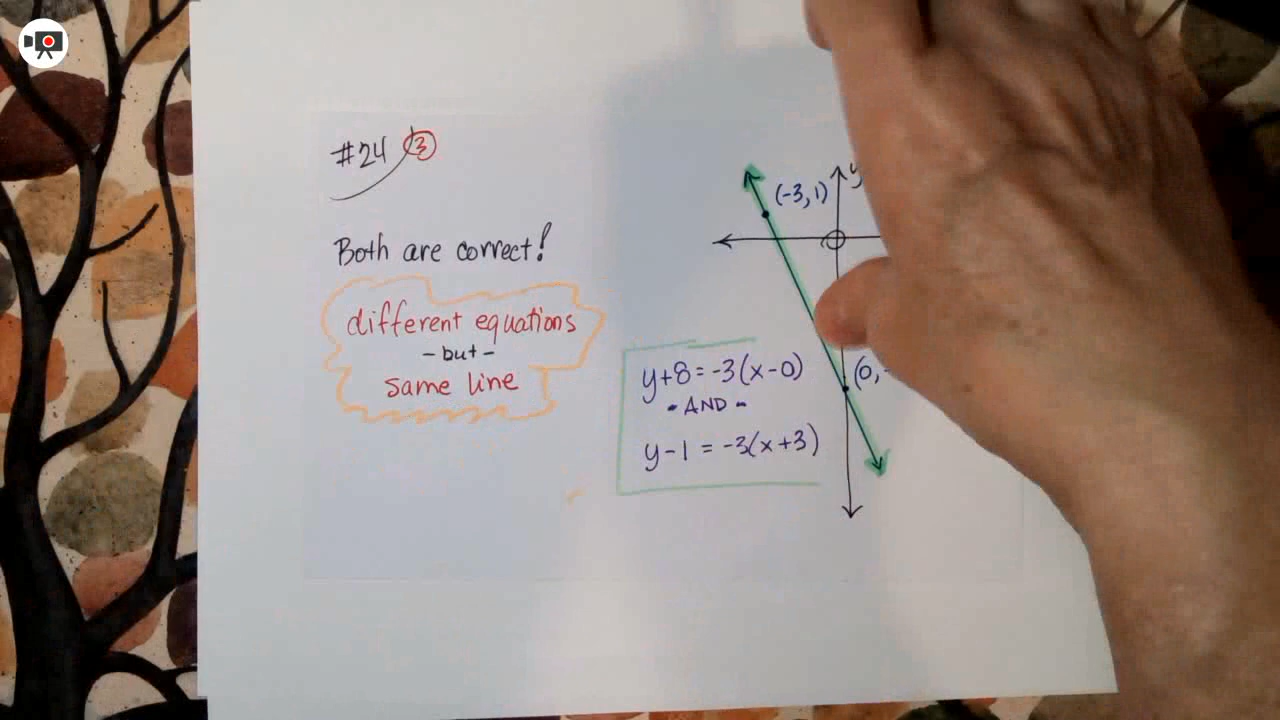 #24 3
Both are correct!
different equations
-but-
same line
(-3,1)
y
(0,-
y+8=-3(x-0)
-AND-
y-1=-3(x+3)